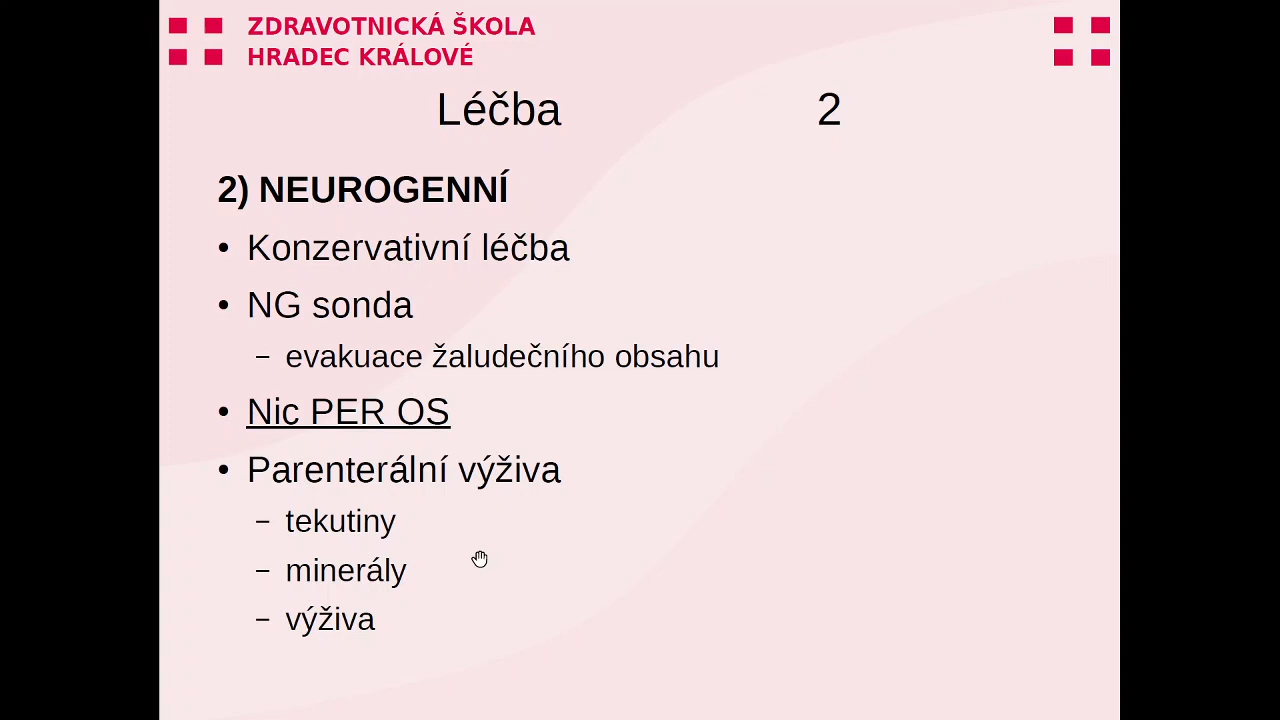 ZDRAVOTNICKÁ ŠKOLA
HRADEC KRÁLOVÉ
Léčba 2
2) NEUROGENNÍ
• Konzervativní léčba
• NG sonda
– evakuace žaludečního obsahu
• Nic PER OS
• Parenterální výživa
– tekutiny
– minerály
– výživa